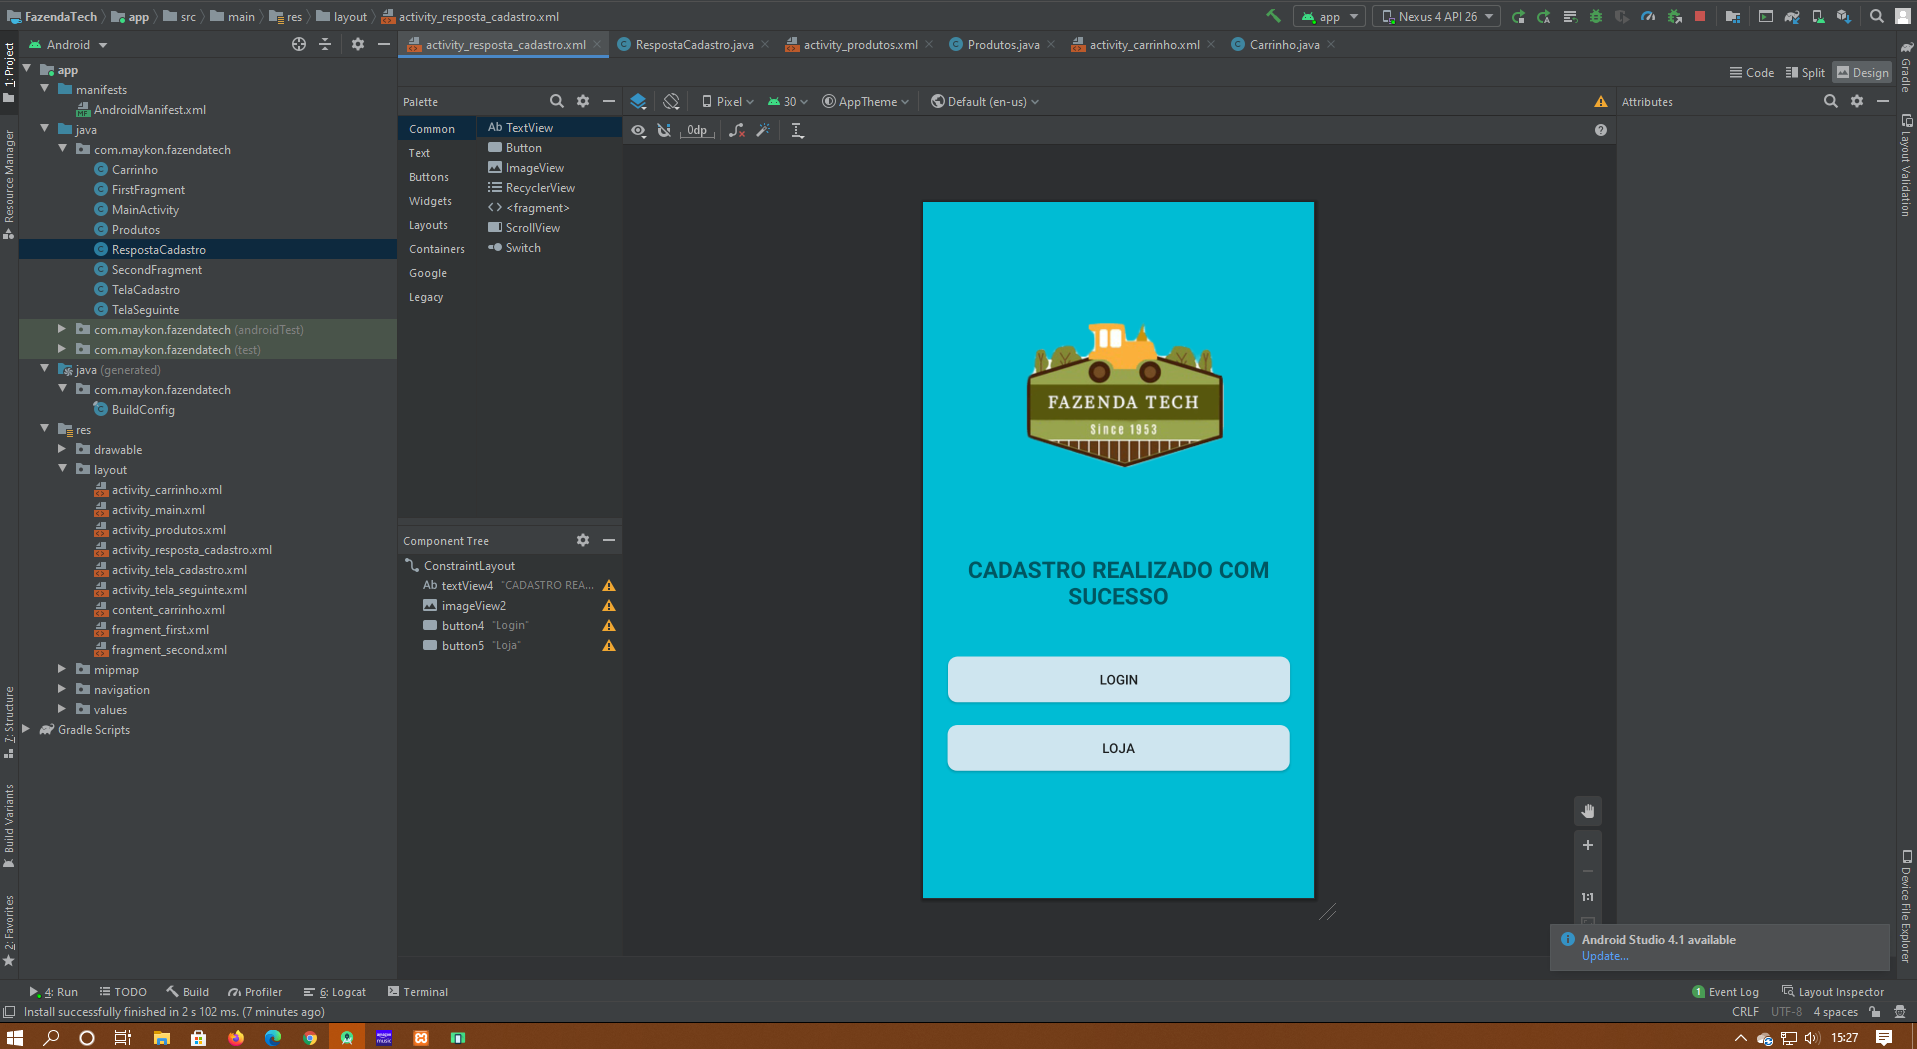 FazendaTech app src main res layout activity_resposta_cadastro.xml app Nexus 4 API 26
Android
activity_resposta_cadastro.xml RespostaCadastro.java activity_produtos.xml Produtos.java activity_carrinho.xml Carrinho.java
Code Split Design
1: Project
Resource Manager
7: Structure
Build Variants
2: Favorites
app
manifests
AndroidManifest.xml
java
com.maykon.fazendatech
Carrinho
FirstFragment
MainActivity
Produtos
RespostaCadastro
SecondFragment
TelaCadastro
TelaSeguinte
com.maykon.fazendatech (androidTest)
com.maykon.fazendatech (test)
java (generated)
com.maykon.fazendatech
BuildConfig
res
drawable
layout
activity_carrinho.xml
activity_main.xml
activity_produtos.xml
activity_resposta_cadastro.xml
activity_tela_cadastro.xml
activity_tela_seguinte.xml
content_carrinho.xml
fragment_first.xml
fragment_second.xml
mipmap
navigation
values
Gradle Scripts
Palette
Common
Text
Buttons
Widgets
Layouts
Containers
Google
Legacy
Ab TextView
Button
ImageView
RecyclerView
<fragment>
ScrollView
Switch
Component Tree
ConstraintLayout
Ab textView4 "CADASTRO REA...
imageView2
button4 "Login"
button5 "Loja"
Pixel 30 AppTheme Default (en-us)
0dp
FAZENDA TECH
Since 1953
CADASTRO REALIZADO COM
SUCESSO
LOGIN
LOJA
1:1
Attributes
Gradle
Layout Validation
Device File Explorer
Android Studio 4.1 available
Update...
4: Run TODO Build Profiler 6: Logcat Terminal
1 Event Log Layout Inspector
Install successfully finished in 2 s 102 ms. (7 minutes ago)
CRLF UTF-8 4 spaces
amazon music
15:27